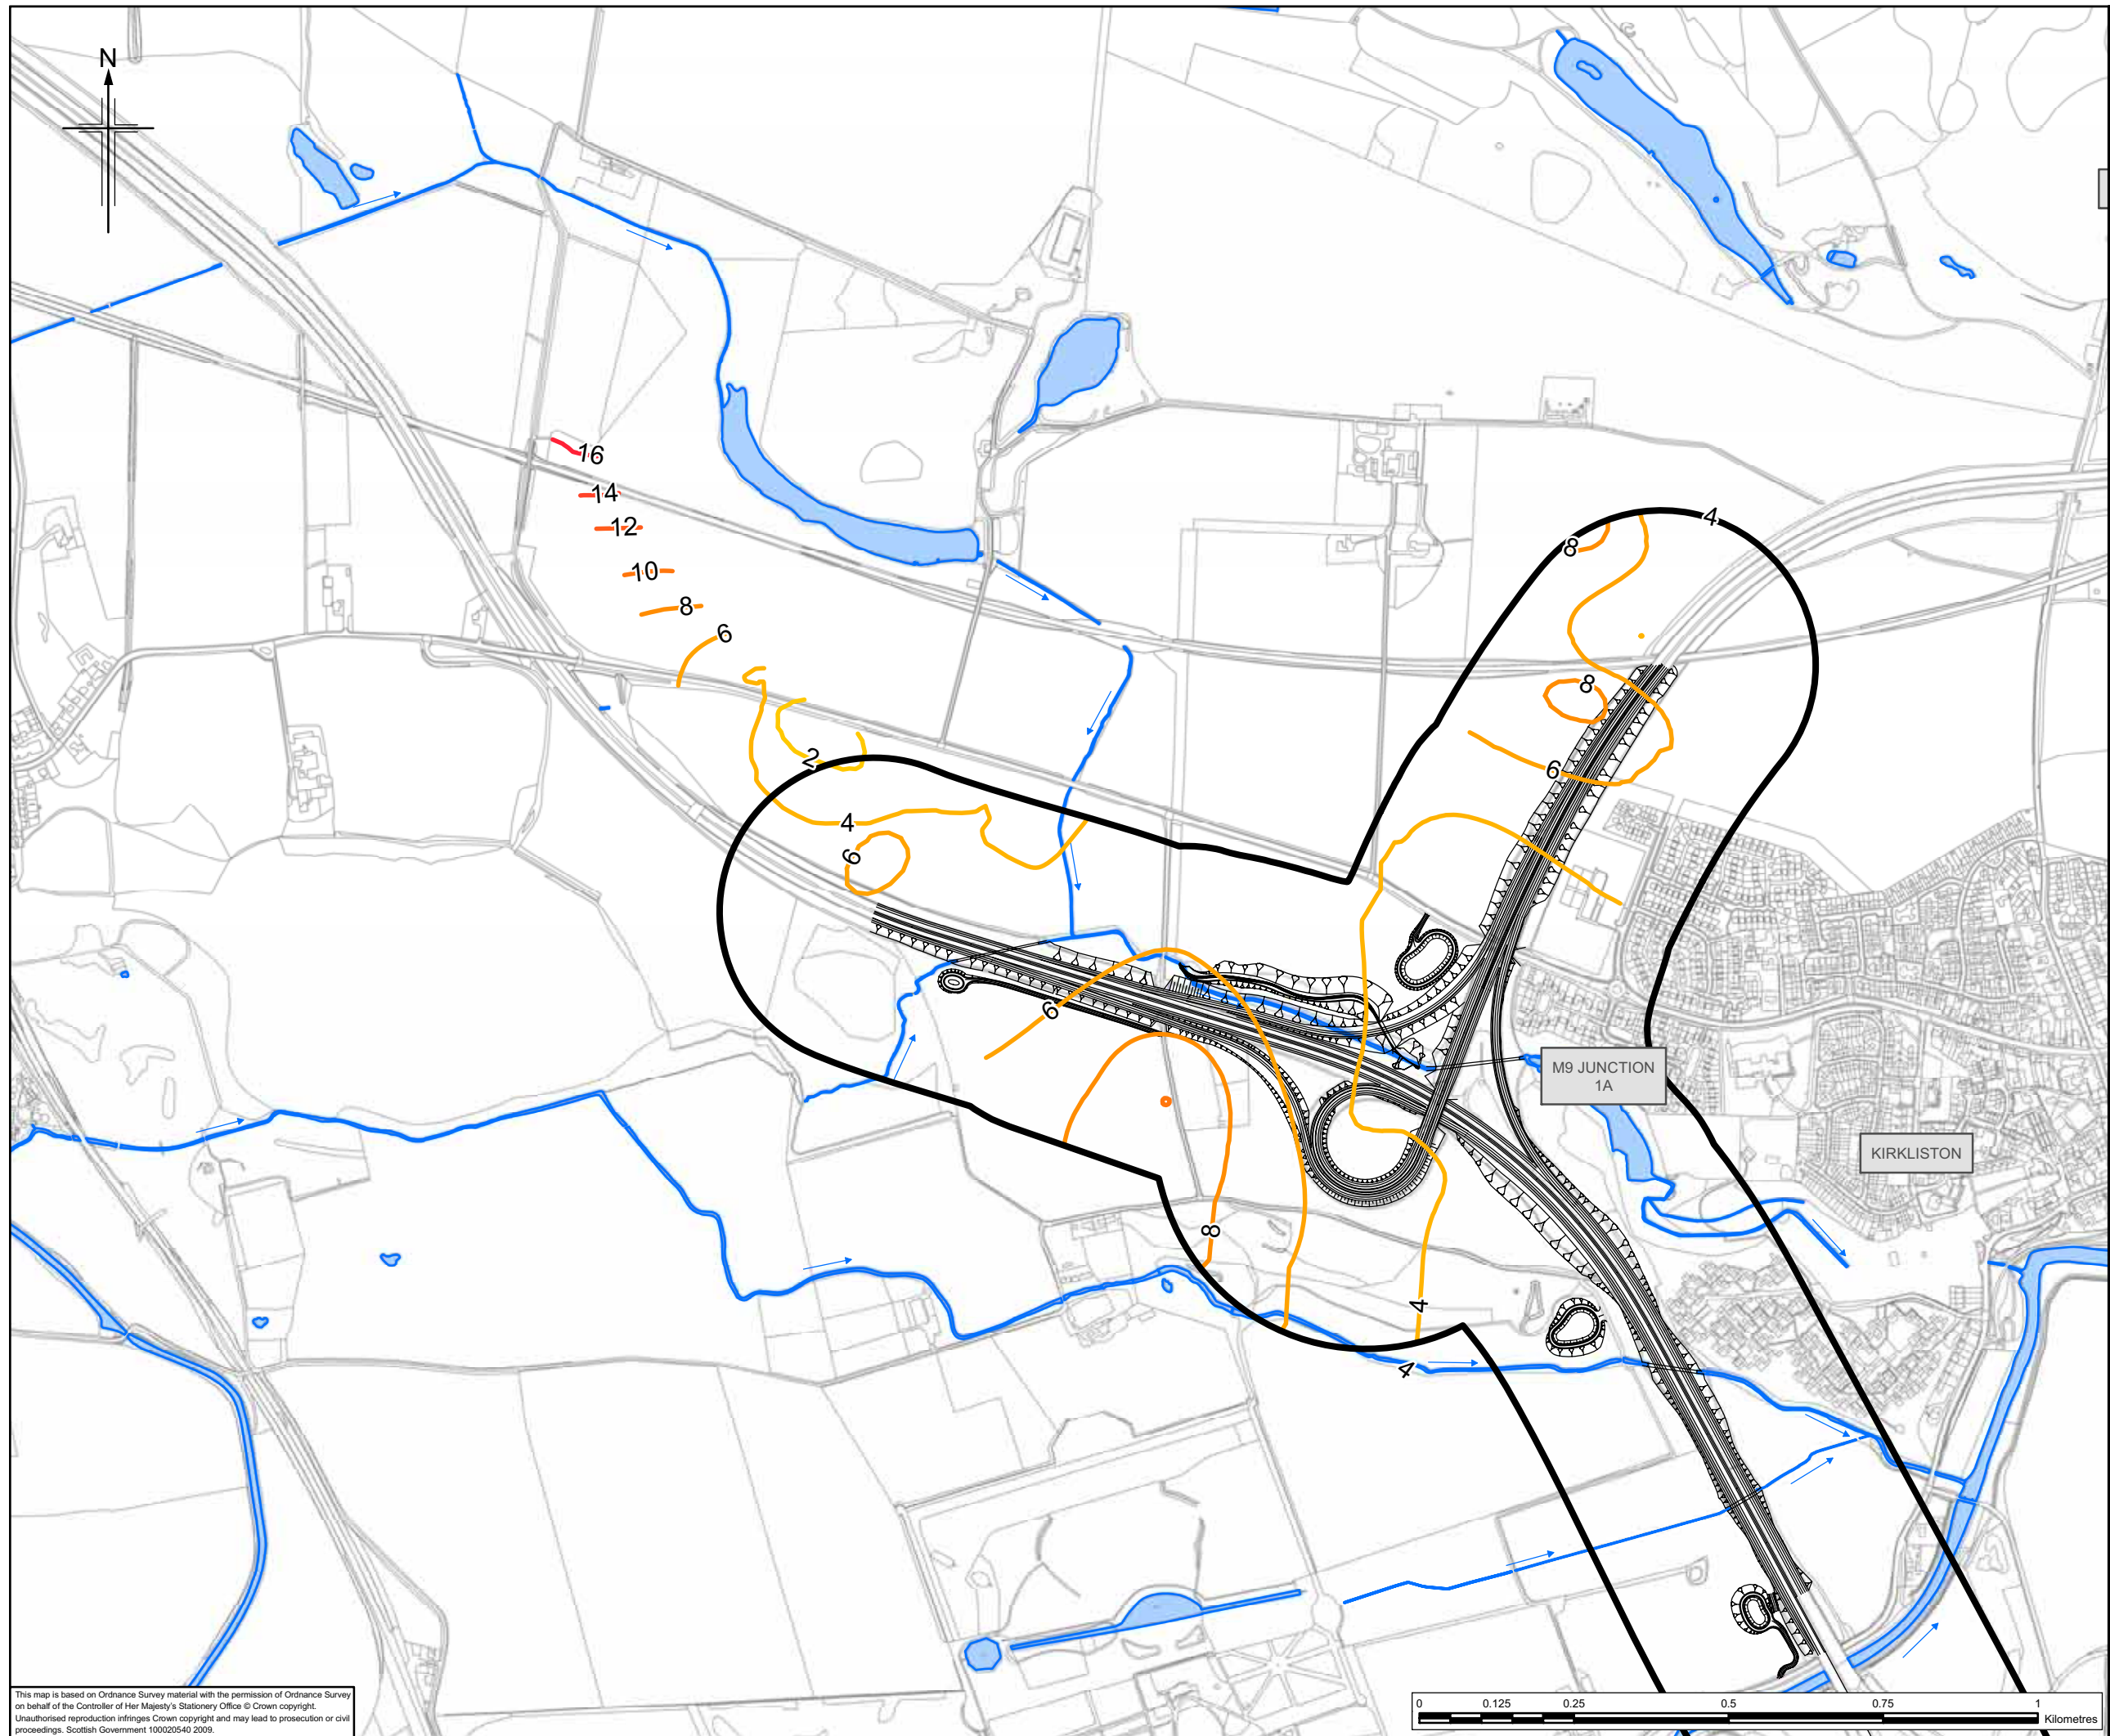 N
16
14
12
10
8
6
2
4
6
4
8
8
6
6
8
4
4
M9 JUNCTION
1A
KIRKLISTON
This map is based on Ordnance Survey material with the permission of Ordnance Survey
on behalf of the Controller of Her Majesty's Stationery Office © Crown copyright.
Unauthorised reproduction infringes Crown copyright and may lead to prosecution or civil
proceedings. Scottish Government 100020540 2009.
0 0.125 0.25 0.5 0.75 1
Kilometres